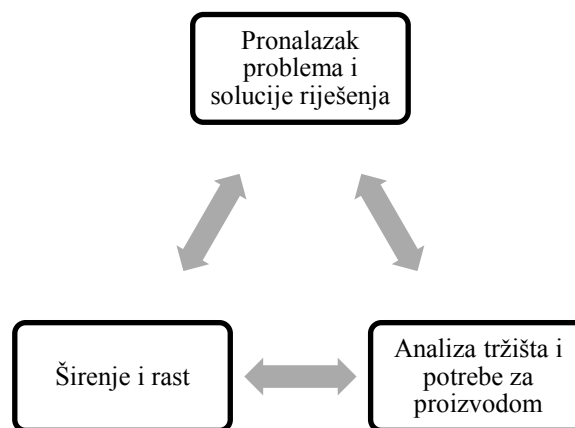 Pronalazak
problema i
solucije riješenja
Širenje i rast
Analiza tržišta i
potrebe za
proizvodom